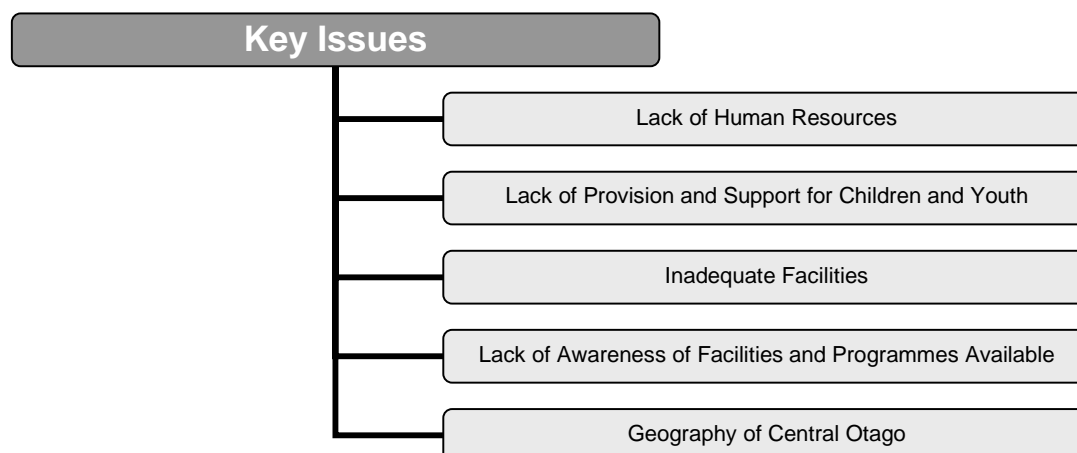 Key Issues
Lack of Human Resources
Lack of Provision and Support for Children and Youth
Inadequate Facilities
Lack of Awareness of Facilities and Programmes Available
Geography of Central Otago